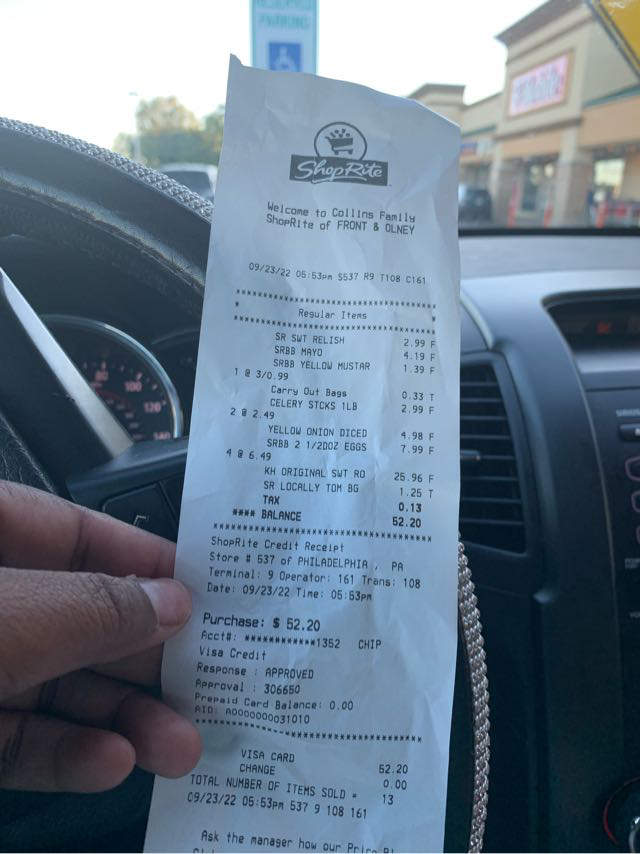 RESERVED
PARKING
ShopRite
Welcome to Collins Family
ShopRite of FRONT & OLNEY
09/23/22 05:53pm S537 R9 T108 C161
************************************
* Regular Items *
************************************
SR SWT RELISH 2.99 F
SRBB MAYO 4.19 F
SRBB YELLOW MUSTAR 1.39 F
1 @ 3/0.99
Carry Out Bags 0.33 T
CELERY STCKS 1LB 2.99 F
2 @ 2.49
YELLOW ONION DICED 4.98 F
SRBB 2 1/2DOZ EGGS 7.99 F
4 @ 6.49
KH ORIGINAL SWT RO 25.96 F
SR LOCALLY TOM BG 1.25 T
TAX 0.13
**** BALANCE 52.20
************************************
ShopRite Credit Receipt
Store # 537 of PHILADELPHIA , PA
Terminal: 9 Operator: 161 Trans: 108
Date: 09/23/22 Time: 05:53pm
Purchase: $ 52.20
Acct#: ************1352 CHIP
Visa Credit
Response : APPROVED
Approval : 306650
Prepaid Card Balance: 0.00
AID: A0000000031010
************************************
VISA CARD 52.20
CHANGE 0.00
TOTAL NUMBER OF ITEMS SOLD = 13
09/23/22 05:53pm 537 9 108 161
Ask the manager how our Price Pl
80
100
120
140